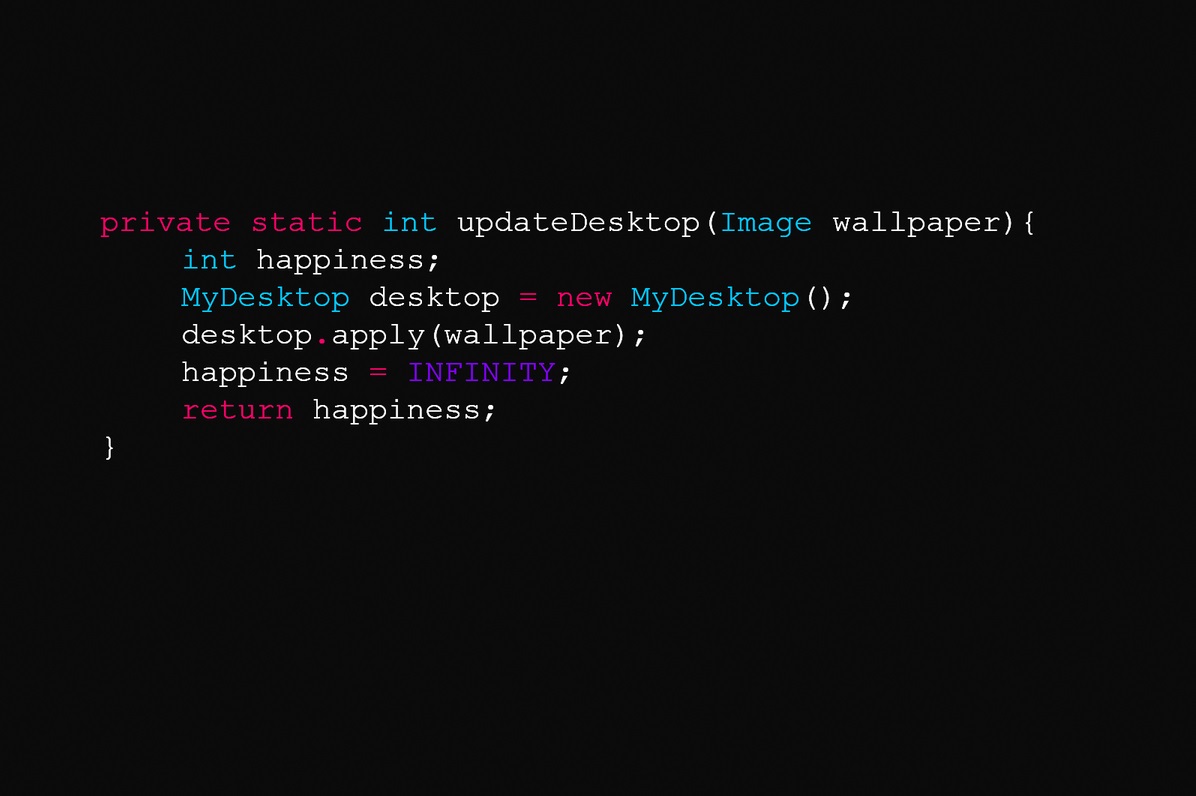 private static int updateDesktop(Image wallpaper){
int happiness;
MyDesktop desktop = new MyDesktop();
desktop.apply(wallpaper);
happiness = INFINITY;
return happiness;
}